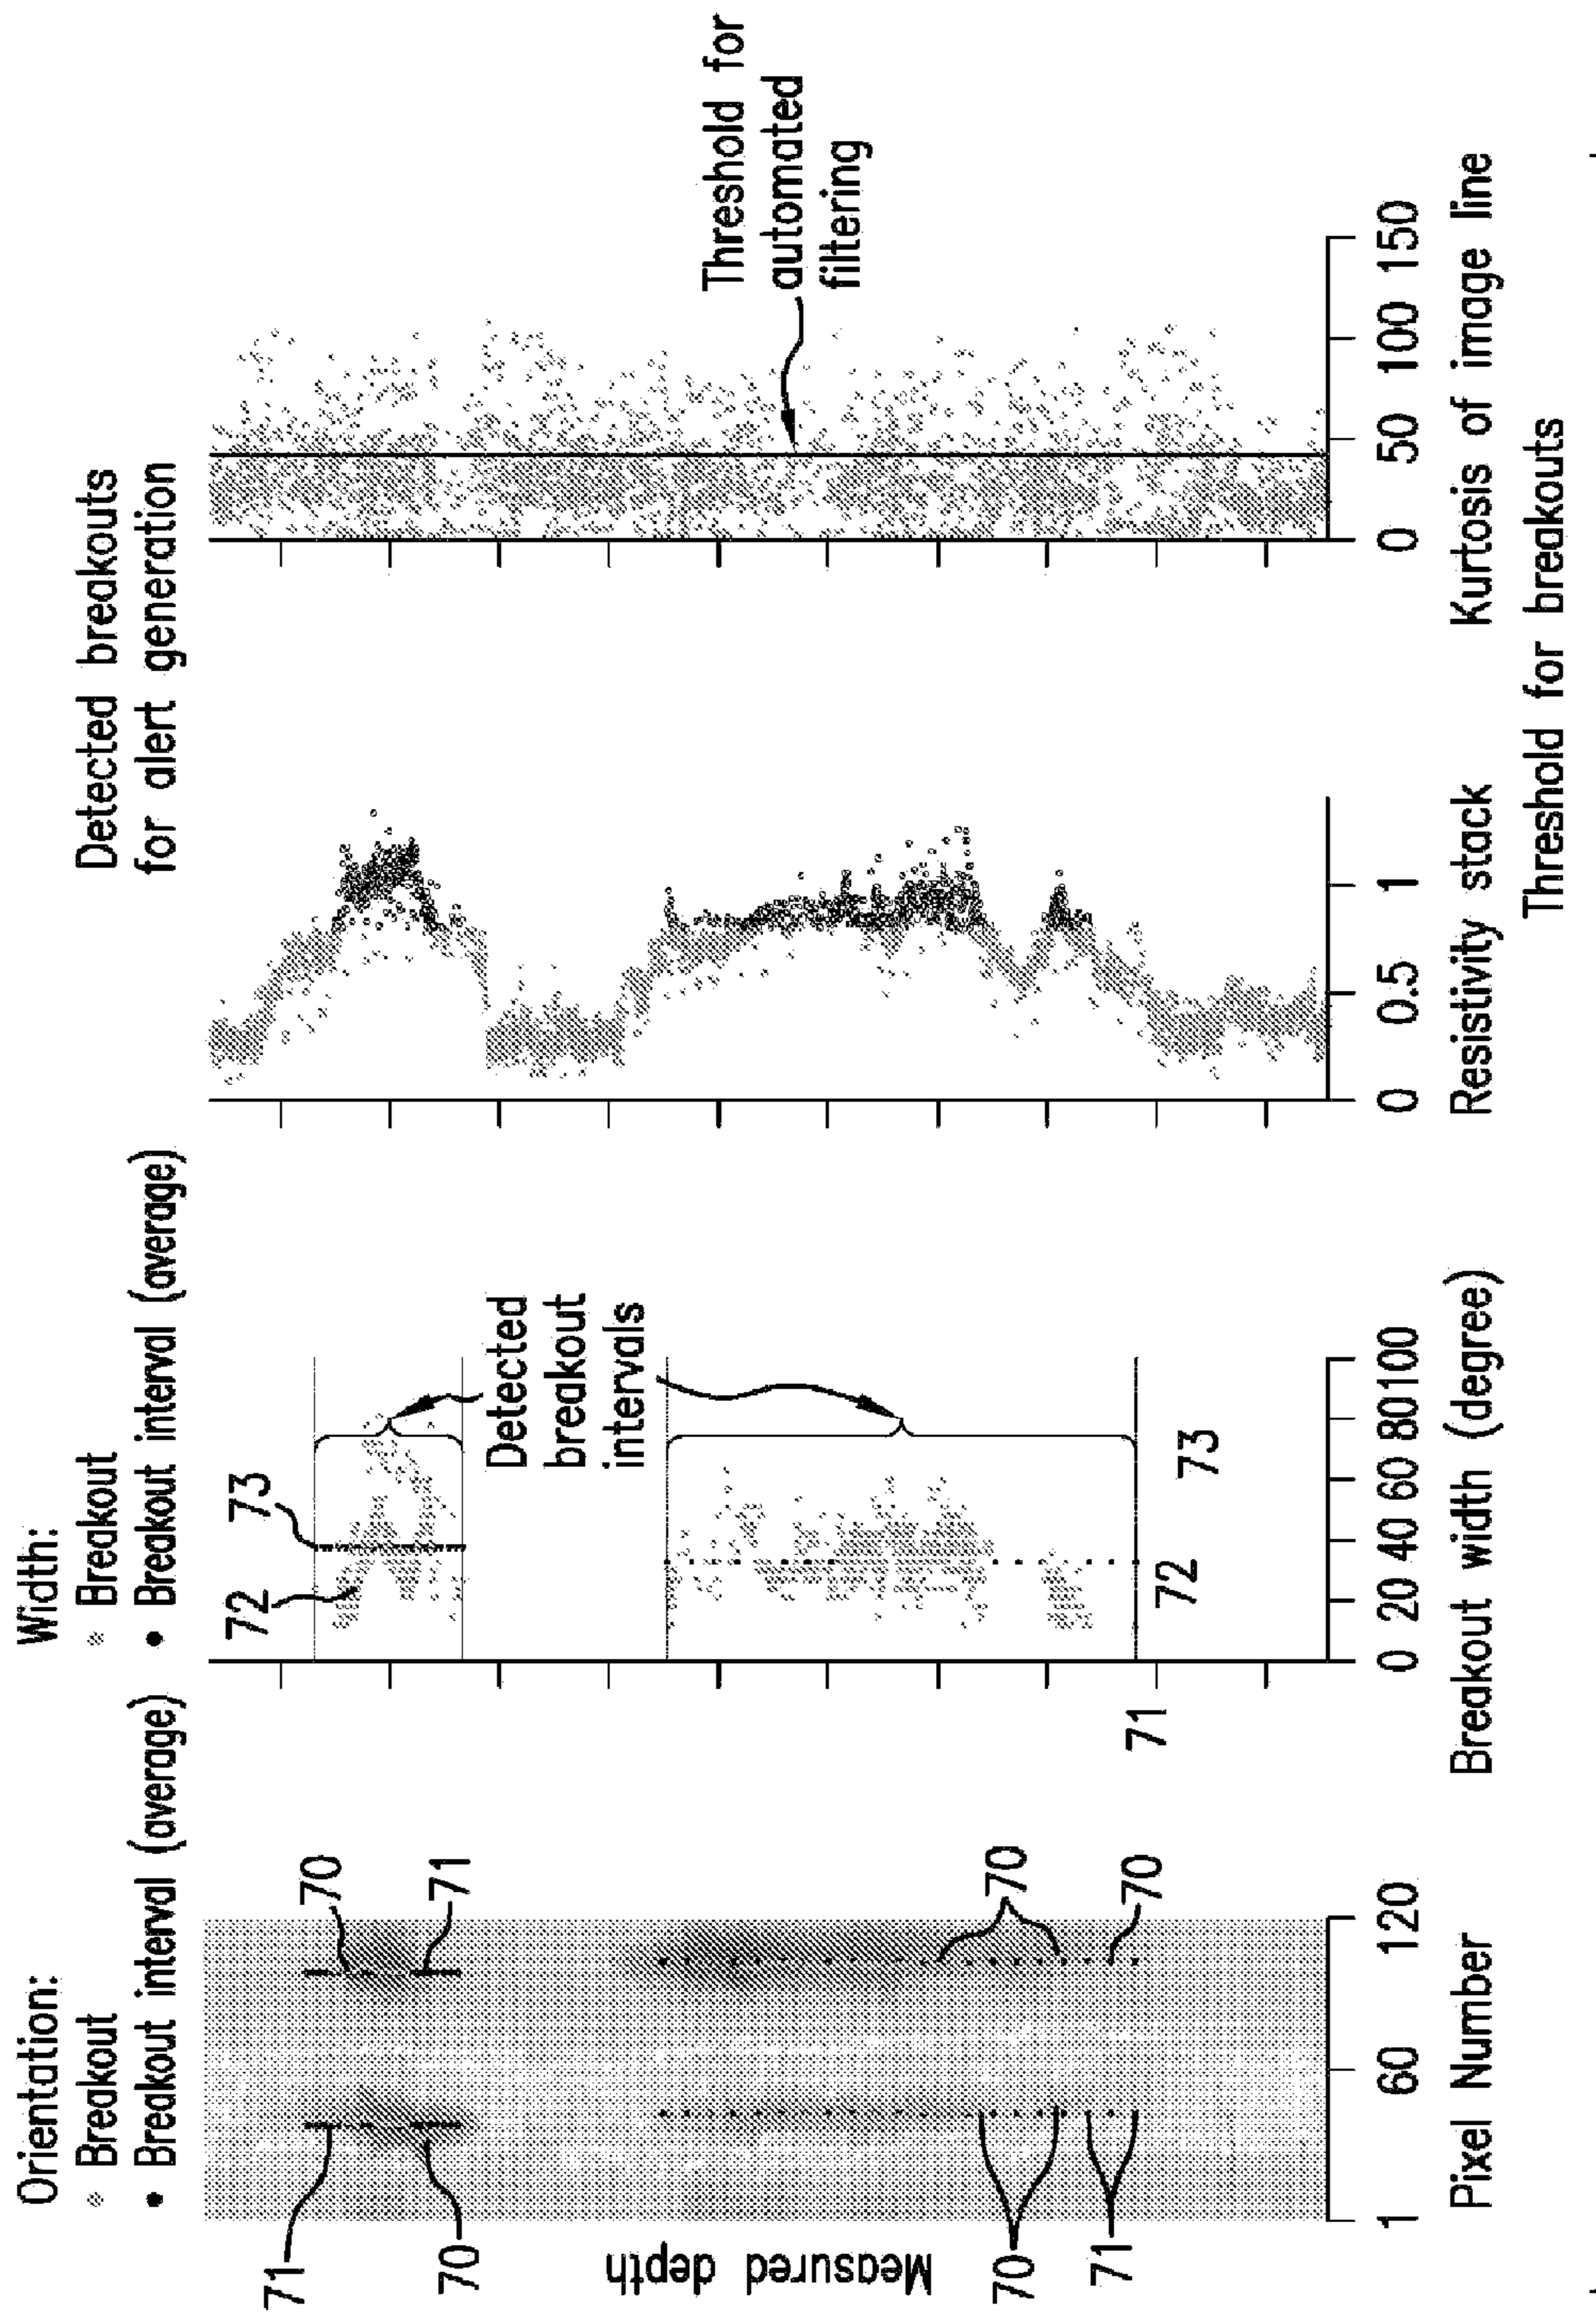 Orientation:
Breakout
Breakout interval (average)
Width:
Breakout
Breakout interval (average)
Detected breakouts
for alert generation
71
70
70
71
70
71
70
70
Measured depth
1 60 120
Pixel Number
72
73
Detected
breakout
intervals
71
72
73
0 20 40 60 80 100
Breakout width (degree)
0 0.5 1
Resistivity stack
Threshold for
automated
filtering
0 50 100 150
Kurtosis of image line
Threshold for breakouts